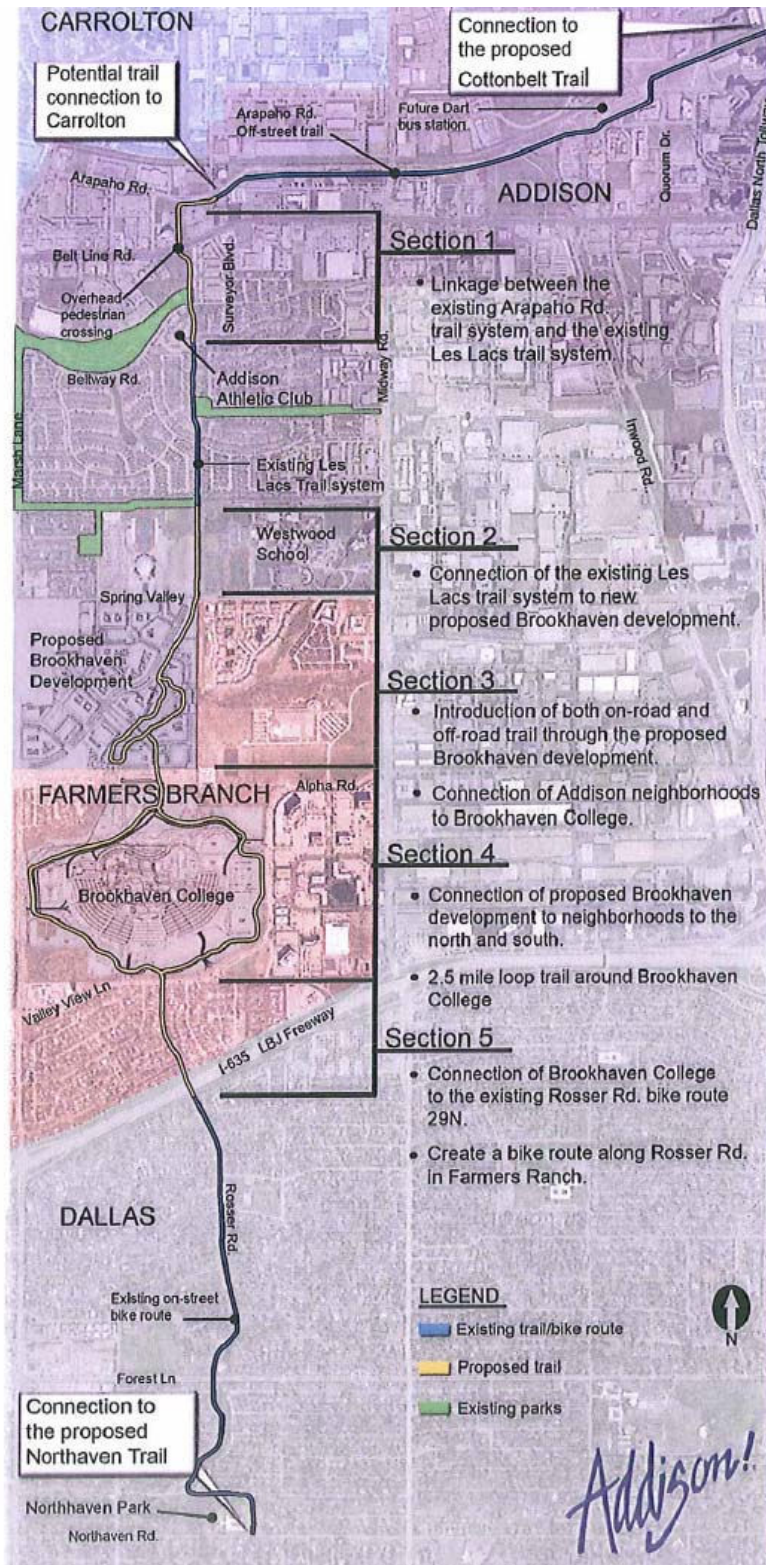 CARROLTON
Connection to
the proposed
Cottonbelt Trail
Potential trail
connection to
Carrolton
Arapaho Rd.
Off-street trail
Future Dart
bus station.
Arapaho Rd.
ADDISON
Quorum Dr.
Dallas North Tollway
Belt Line Rd.
Surveyor Blvd.
Section 1
• Linkage between the
existing Arapaho Rd.
trail system and the existing
Les Lacs trail system.
Overhead
pedestrian
crossing
Beltway Rd.
Addison
Athletic Club
Midway Rd.
Marsh Lane
Inwood Rd.
Existing Les
Lacs Trail system
Westwood
School
Section 2
• Connection of the existing Les
Lacs trail system to new
proposed Brookhaven development.
Spring Valley
Proposed
Brookhaven
Development
Section 3
• Introduction of both on-road and
off-road trail through the proposed
Brookhaven development.
• Connection of Addison neighborhoods
to Brookhaven College.
FARMERS BRANCH
Alpha Rd.
Section 4
• Connection of proposed Brookhaven
development to neighborhoods to the
north and south.
• 2.5 mile loop trail around Brookhaven
College
Brookhaven College
Valley View Ln
I-635 LBJ Freeway
Section 5
• Connection of Brookhaven College
to the existing Rosser Rd. bike route
29N.
• Create a bike route along Rosser Rd.
in Farmers Ranch.
DALLAS
Rosser Rd.
Existing on-street
bike route
Forest Ln
Connection to
the proposed
Northaven Trail
Northhaven Park
Northaven Rd.
LEGEND
Existing trail/bike route
Proposed trail
Existing parks
N
Addison!